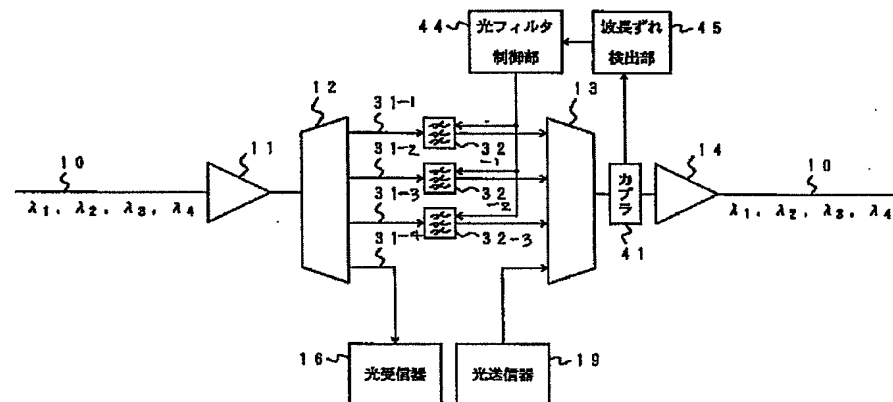 44
光フィルタ
制御部
波長ずれ
検出部
45
12
31-1
13
10
11
32
-1
31-2
32
-2
31-3
32-3
31-4
カプラ
41
14
10
λ1, λ2, λ3, λ4
λ1, λ2, λ3, λ4
16
光受信器
光送信器
19